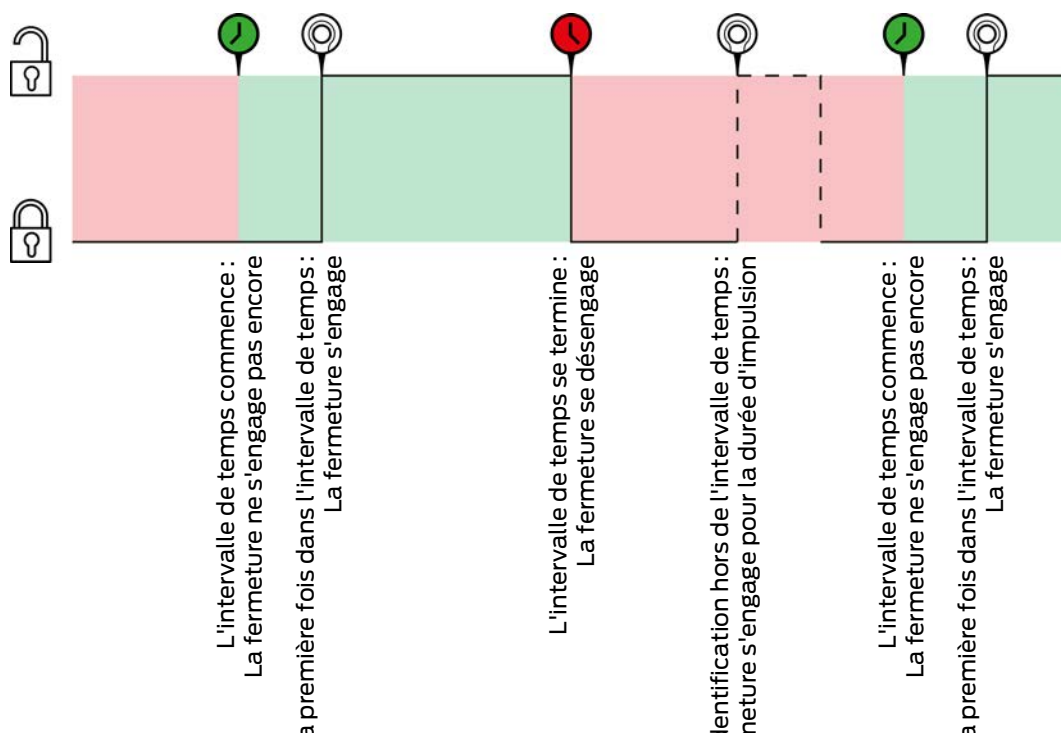 L'intervalle de temps commence :
La fermeture ne s'engage pas encore
première fois dans l'intervalle de temps :
La fermeture s'engage
L'intervalle de temps se termine :
La fermeture se désengage
hors de l'intervalle de temps :
s'engage pour la durée d'impulsion
L'intervalle de temps commence :
La fermeture ne s'engage pas encore
première fois dans l'intervalle de temps :
La fermeture s'engage